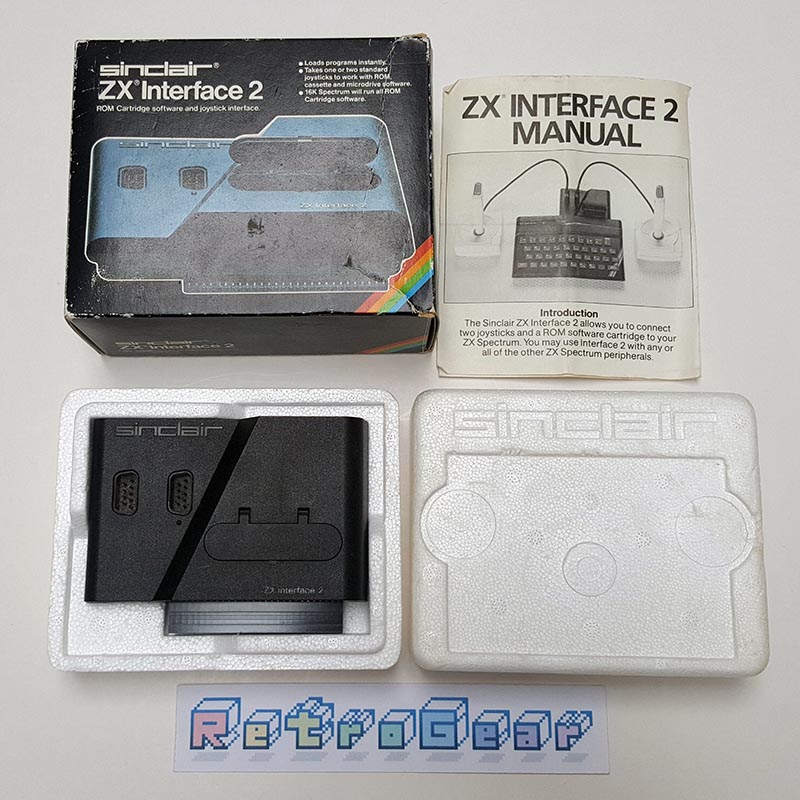 sinclair®
ZX® Interface 2
ROM Cartridge software and joystick interface.
• Loads programs instantly.
• Takes one or two standard
joysticks to work with ROM,
cassette and microdrive software.
• 16K Spectrum will run all ROM
Cartridge software.
sinclair
ZX Interface 2
sinclair
ZX Interface 2
ZX® INTERFACE 2
MANUAL
Introduction
The Sinclair ZX Interface 2 allows you to connect
two joysticks and a ROM software cartridge to your
ZX Spectrum. You may use Interface 2 with any or
all of the other ZX Spectrum peripherals.
sinclair
ZX Interface 2
sinclair
RetroGear